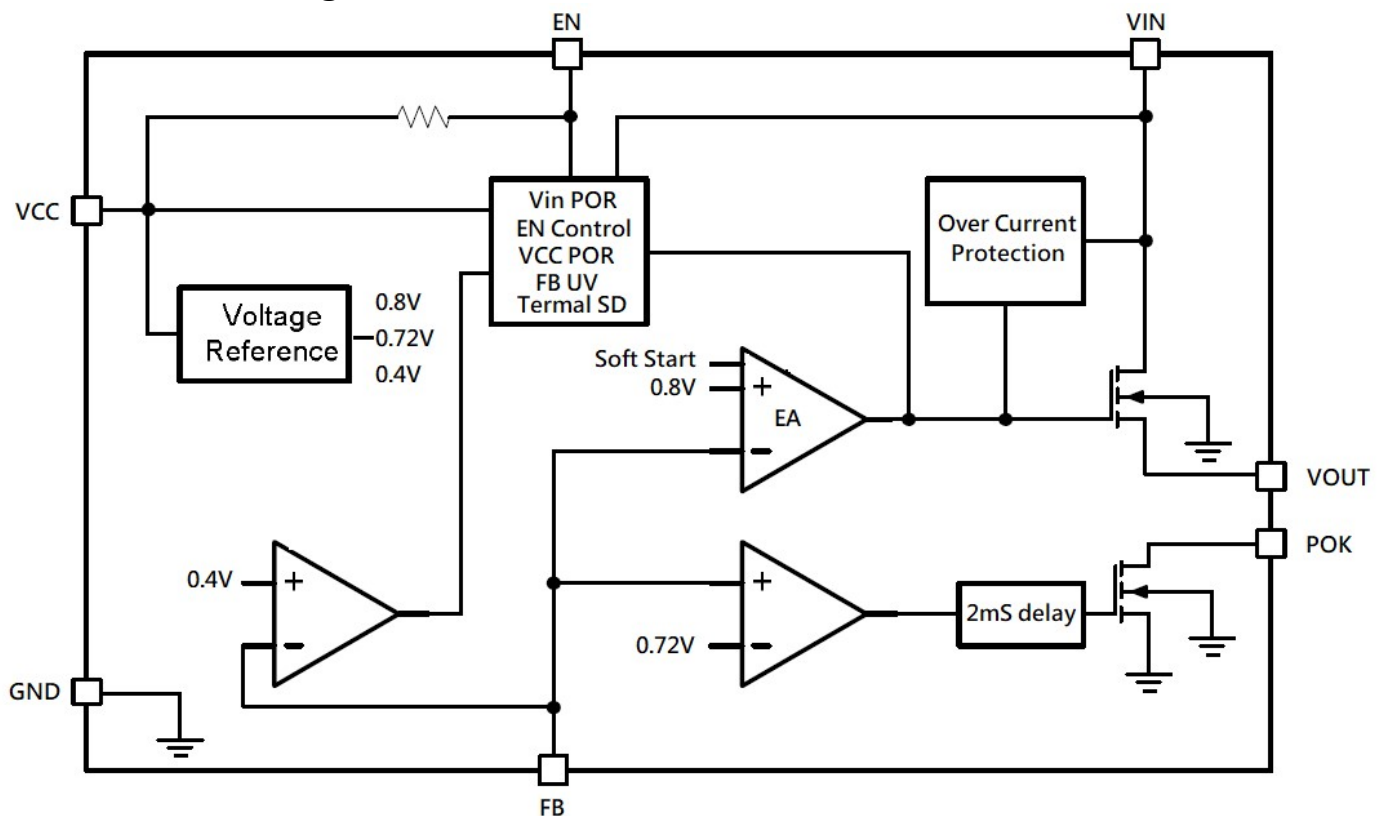 EN
VIN
VCC
Vin POR
EN Control
VCC POR
FB UV
Termal SD
Over Current
Protection
Voltage
Reference
0.8V
0.72V
0.4V
Soft Start
0.8V
+
EA
-
VOUT
POK
0.4V
+
-
+
0.72V
-
2mS delay
GND
FB